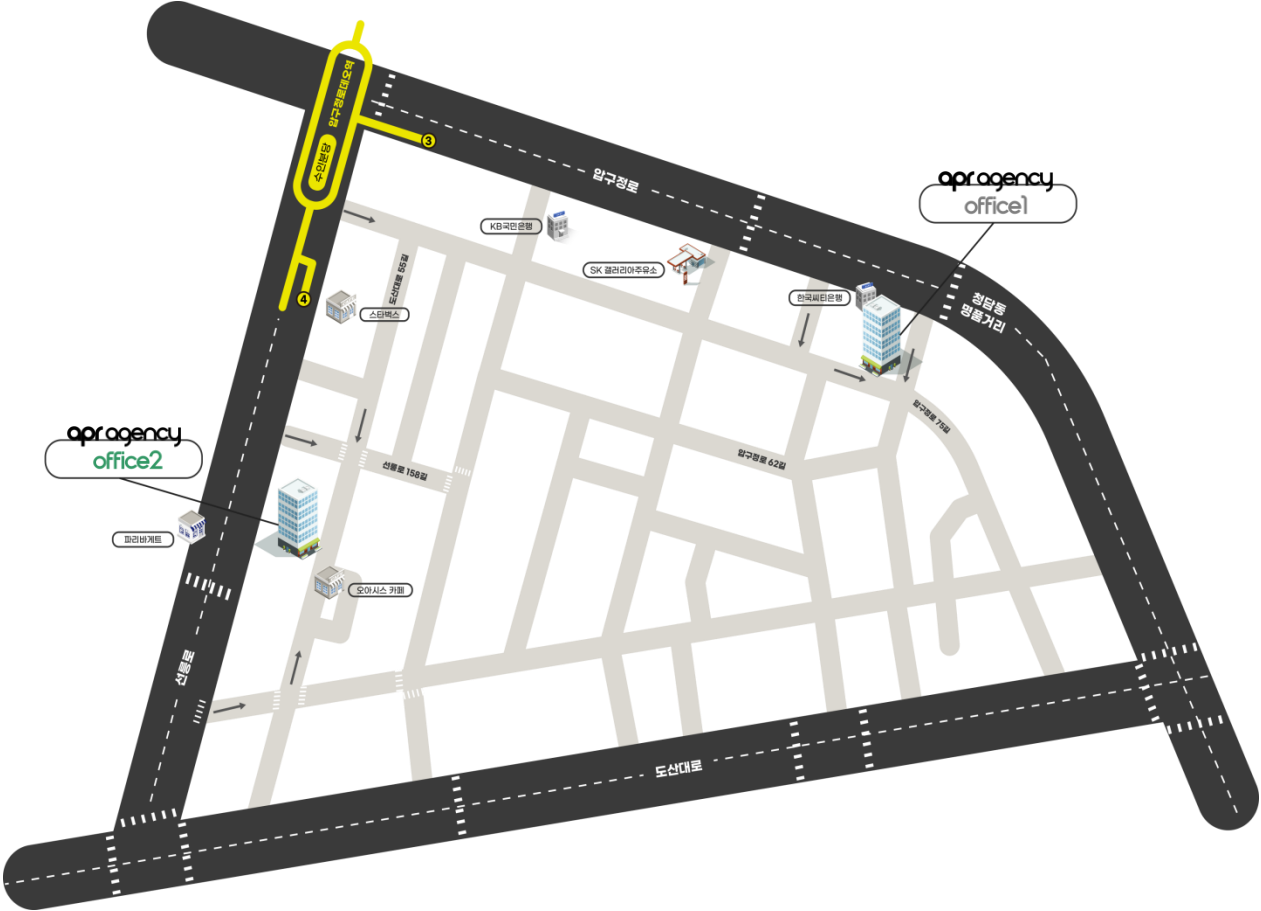 압구정로데오역
수인분당
3
4
압구정로
apr agency
office1
KB국민은행
SK 갤러리아주유소
한국씨티은행
청담동
명품거리
도산대로 55길
스타벅스
압구정로 75길
apr agency
office2
선릉로 158길
압구정로 62길
파리바게트
오아시스 카페
선릉로
도산대로